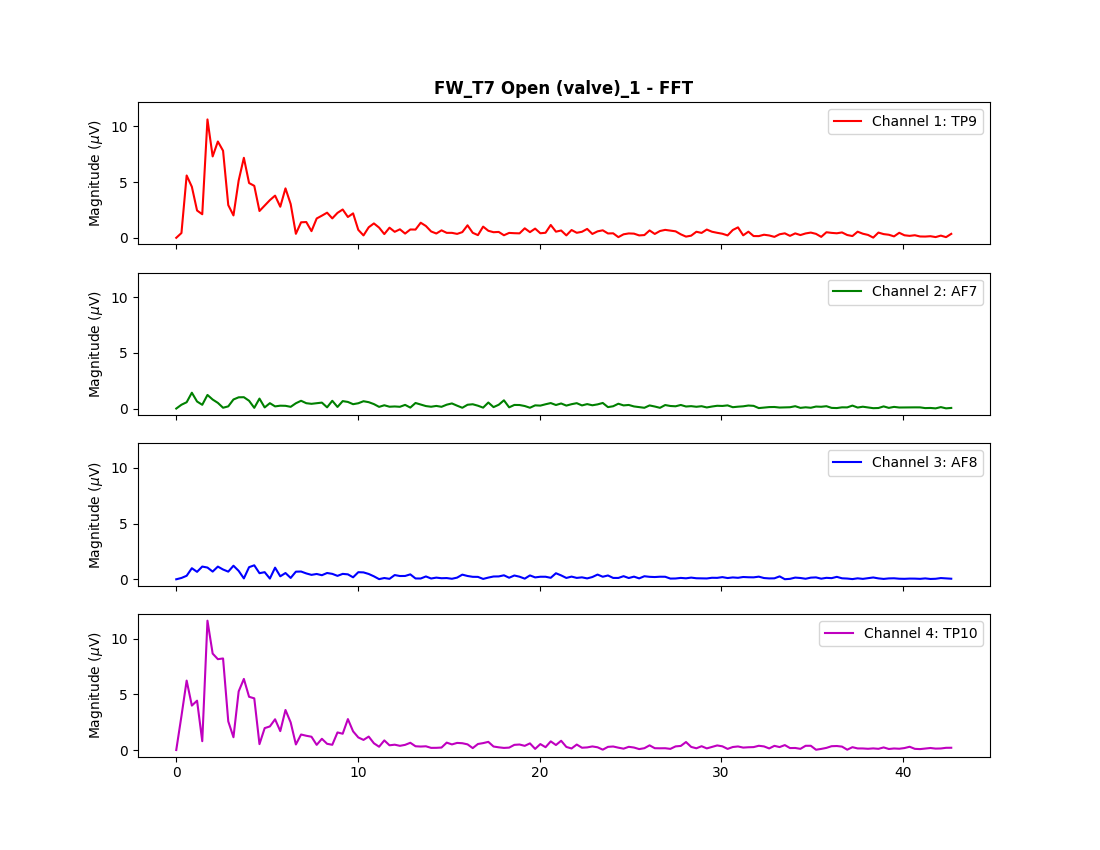 FW_T7 Open (valve)_1 - FFT
Magnitude (μV)
10
5
0
Channel 1: TP9
Magnitude (μV)
10
5
0
Channel 2: AF7
Magnitude (μV)
10
5
0
Channel 3: AF8
Magnitude (μV)
10
5
0
Channel 4: TP10
0 10 20 30 40